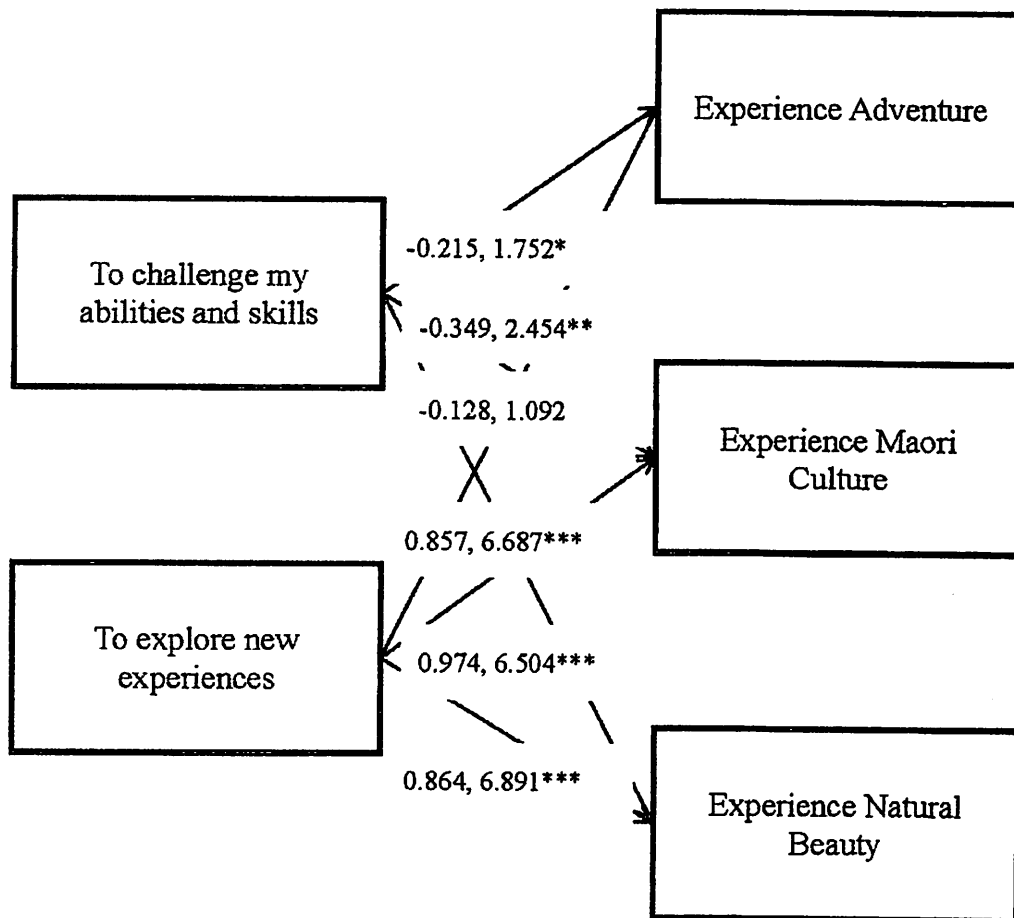 Experience Adventure
To challenge my
abilities and skills
-0.215, 1.752*
-0.349, 2.454**
-0.128, 1.092
Experience Maori
Culture
0.857, 6.687***
To explore new
experiences
0.974, 6.504***
0.864, 6.891***
Experience Natural
Beauty